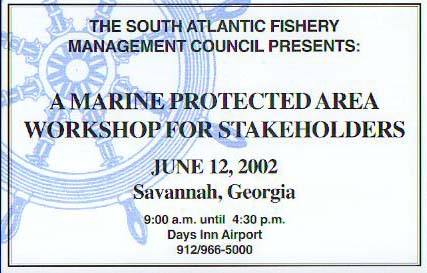 THE SOUTH ATLANTIC FISHERY
MANAGEMENT COUNCIL PRESENTS:
A MARINE PROTECTED AREA
WORKSHOP FOR STAKEHOLDERS
JUNE 12, 2002
Savannah, Georgia
9:00 a.m. until 4:30 p.m.
Days Inn Airport
912/966-5000